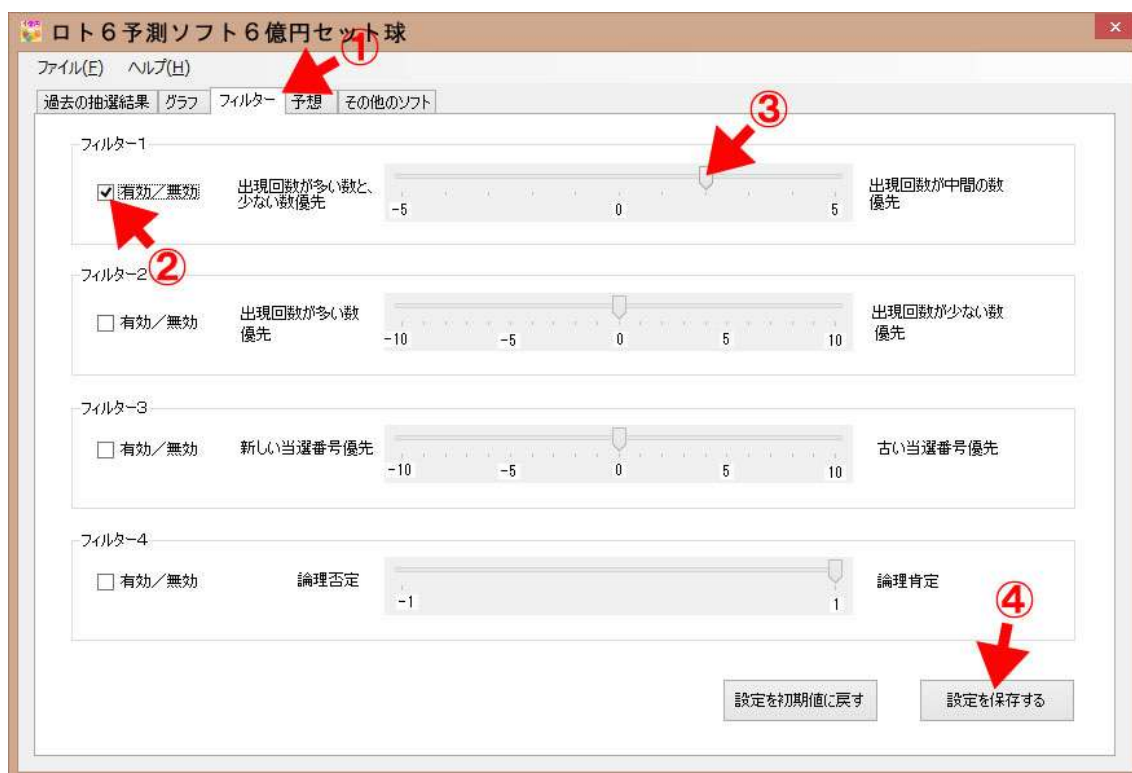 ロト6予測ソフト6億円セット球
①
ファイル(F) ヘルプ(H)
過去の抽選結果 グラフ フィルター 予想 その他のソフト
③
フィルター1
有効/無効
出現回数が多い数と、
少ない数優先
-5 0 5
出現回数が中間の数
優先
②
フィルター2
有効/無効
出現回数が多い数
優先
-10 -5 0 5 10
出現回数が少ない数
優先
フィルター3
有効/無効
新しい当選番号優先
-10 -5 0 5 10
古い当選番号優先
フィルター4
有効/無効
論理否定
-1 1
論理肯定
④
設定を初期値に戻す 設定を保存する